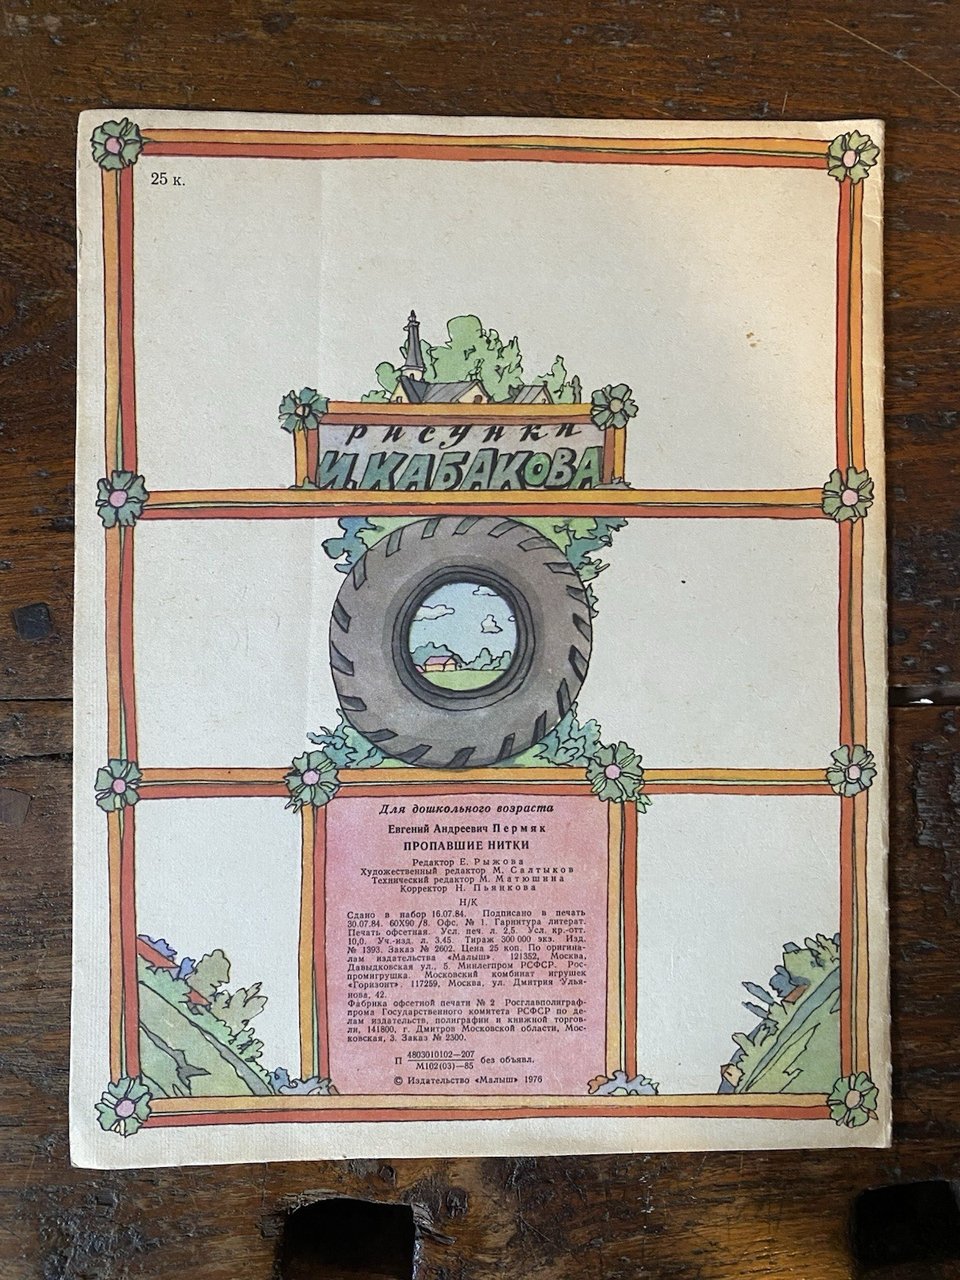 25 к.
рисунки
И. КАБАКОВА
Для дошкольного возраста
Евгений Андреевич Пермяк
ПРОПАВШИЕ НИТКИ
Редактор Е. Рыжова
Художественный редактор М. Салтыков
Технический редактор М. Матюшина
Корректор Н. Пьянкова
Н/К
Сдано в набор 16.07.84. Подписано в печать
30.07.84. 60X90 /8. Офс. № 1. Гарнитура литерат.
Печать офсетная. Усл. печ. л. 2,5. Усл. кр.-отт.
10,0. Уч.-изд. л. 3,45. Тираж 300 000 экз. Изд.
№ 1393. Заказ № 2602. Цена 25 коп. По оригина-
лам издательства «Малыш» 121352, Москва,
Давыдковская ул., 5. Минлегпром РСФСР. Рос-
промигрушка. Московский комбинат игрушек
«Горизонт». 117259, Москва, ул. Дмитрия Улья-
нова, 42.
Фабрика офсетной печати № 2 Росглавполиграф-
прома Государственного комитета РСФСР по де-
лам издательств, полиграфии и книжной торгов-
ли, 141800, г. Дмитров Московской области, Мос-
ковская, 3. Заказ № 2300.
П 4803010102—207
М102(03)—85 без объявл.
© Издательство «Малыш» 1976